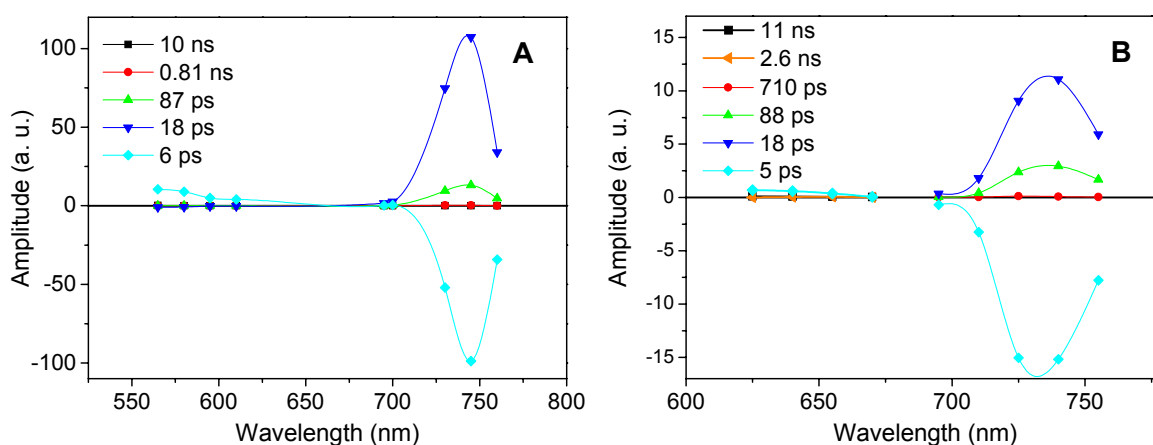 A
10 ns
0.81 ns
87 ps
18 ps
6 ps
100
50
0
-50
-100
Amplitude (a. u.)
550 600 650 700 750 800
Wavelength (nm)
B
11 ns
2.6 ns
710 ps
88 ps
18 ps
5 ps
15
10
5
0
-5
-10
-15
Amplitude (a. u.)
600 650 700 750
Wavelength (nm)